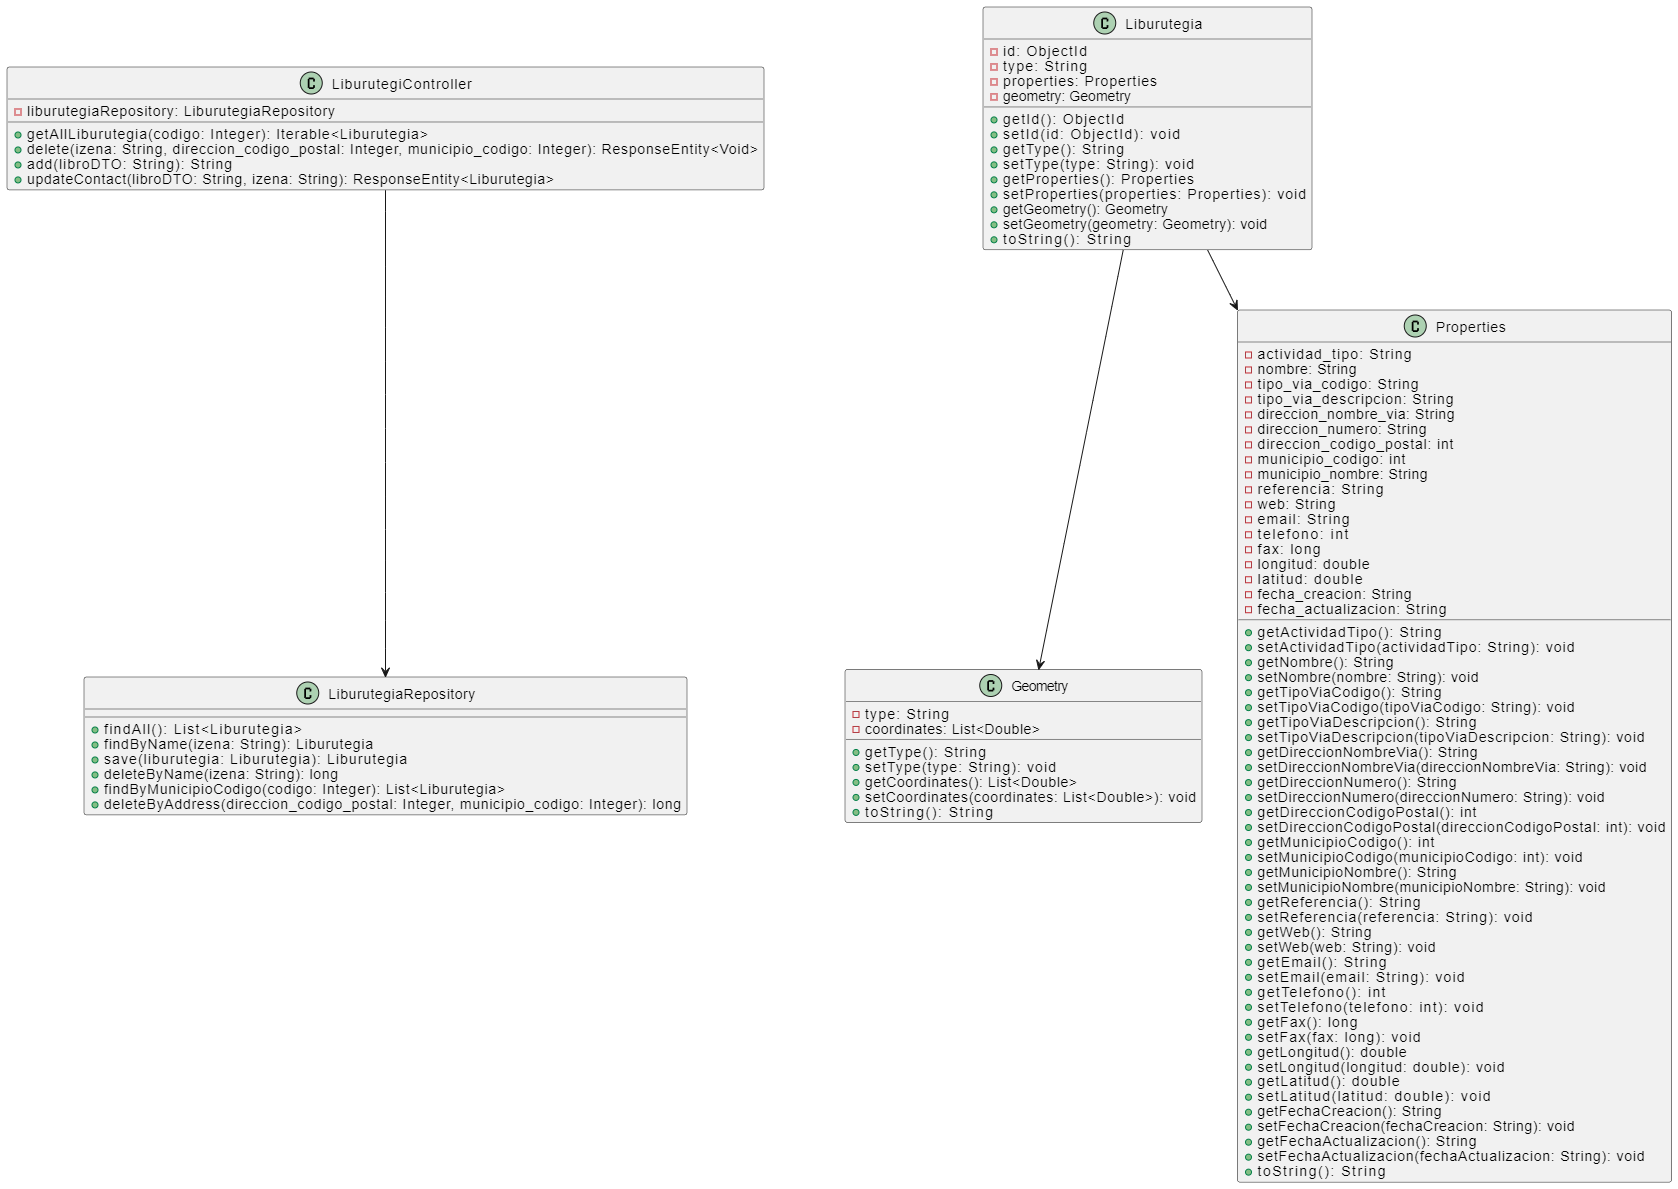 LiburutegiController
liburutegiaRepository: LiburutegiaRepository
getAllLiburutegia(codigo: Integer): Iterable<Liburutegia>
delete(izena: String, direccion_codigo_postal: Integer, municipio_codigo: Integer): ResponseEntity<Void>
add(libroDTO: String): String
updateContact(libroDTO: String, izena: String): ResponseEntity<Liburutegia>
Liburutegia
id: ObjectId
type: String
properties: Properties
geometry: Geometry
getId(): ObjectId
setId(id: ObjectId): void
getType(): String
setType(type: String): void
getProperties(): Properties
setProperties(properties: Properties): void
getGeometry(): Geometry
setGeometry(geometry: Geometry): void
toString(): String
LiburutegiaRepository
findAll(): List<Liburutegia>
findByName(izena: String): Liburutegia
save(liburutegia: Liburutegia): Liburutegia
deleteByName(izena: String): long
findByMunicipioCodigo(codigo: Integer): List<Liburutegia>
deleteByAddress(direccion_codigo_postal: Integer, municipio_codigo: Integer): long
Geometry
type: String
coordinates: List<Double>
getType(): String
setType(type: String): void
getCoordinates(): List<Double>
setCoordinates(coordinates: List<Double>): void
toString(): String
Properties
actividad_tipo: String
nombre: String
tipo_via_codigo: String
tipo_via_descripcion: String
direccion_nombre_via: String
direccion_numero: String
direccion_codigo_postal: int
municipio_codigo: int
municipio_nombre: String
referencia: String
web: String
email: String
telefono: int
fax: long
longitud: double
latitud: double
fecha_creacion: String
fecha_actualizacion: String
getActividadTipo(): String
setActividadTipo(actividadTipo: String): void
getNombre(): String
setNombre(nombre: String): void
getTipoViaCodigo(): String
setTipoViaCodigo(tipoViaCodigo: String): void
getTipoViaDescripcion(): String
setTipoViaDescripcion(tipoViaDescripcion: String): void
getDireccionNombreVia(): String
setDireccionNombreVia(direccionNombreVia: String): void
getDireccionNumero(): String
setDireccionNumero(direccionNumero: String): void
getDireccionCodigoPostal(): int
setDireccionCodigoPostal(direccionCodigoPostal: int): void
getMunicipioCodigo(): int
setMunicipioCodigo(municipioCodigo: int): void
getMunicipioNombre(): String
setMunicipioNombre(municipioNombre: String): void
getReferencia(): String
setReferencia(referencia: String): void
getWeb(): String
setWeb(web: String): void
getEmail(): String
setEmail(email: String): void
getTelefono(): int
setTelefono(telefono: int): void
getFax(): long
setFax(fax: long): void
getLongitud(): double
setLongitud(longitud: double): void
getLatitud(): double
setLatitud(latitud: double): void
getFechaCreacion(): String
setFechaCreacion(fechaCreacion: String): void
getFechaActualizacion(): String
setFechaActualizacion(fechaActualizacion: String): void
toString(): String